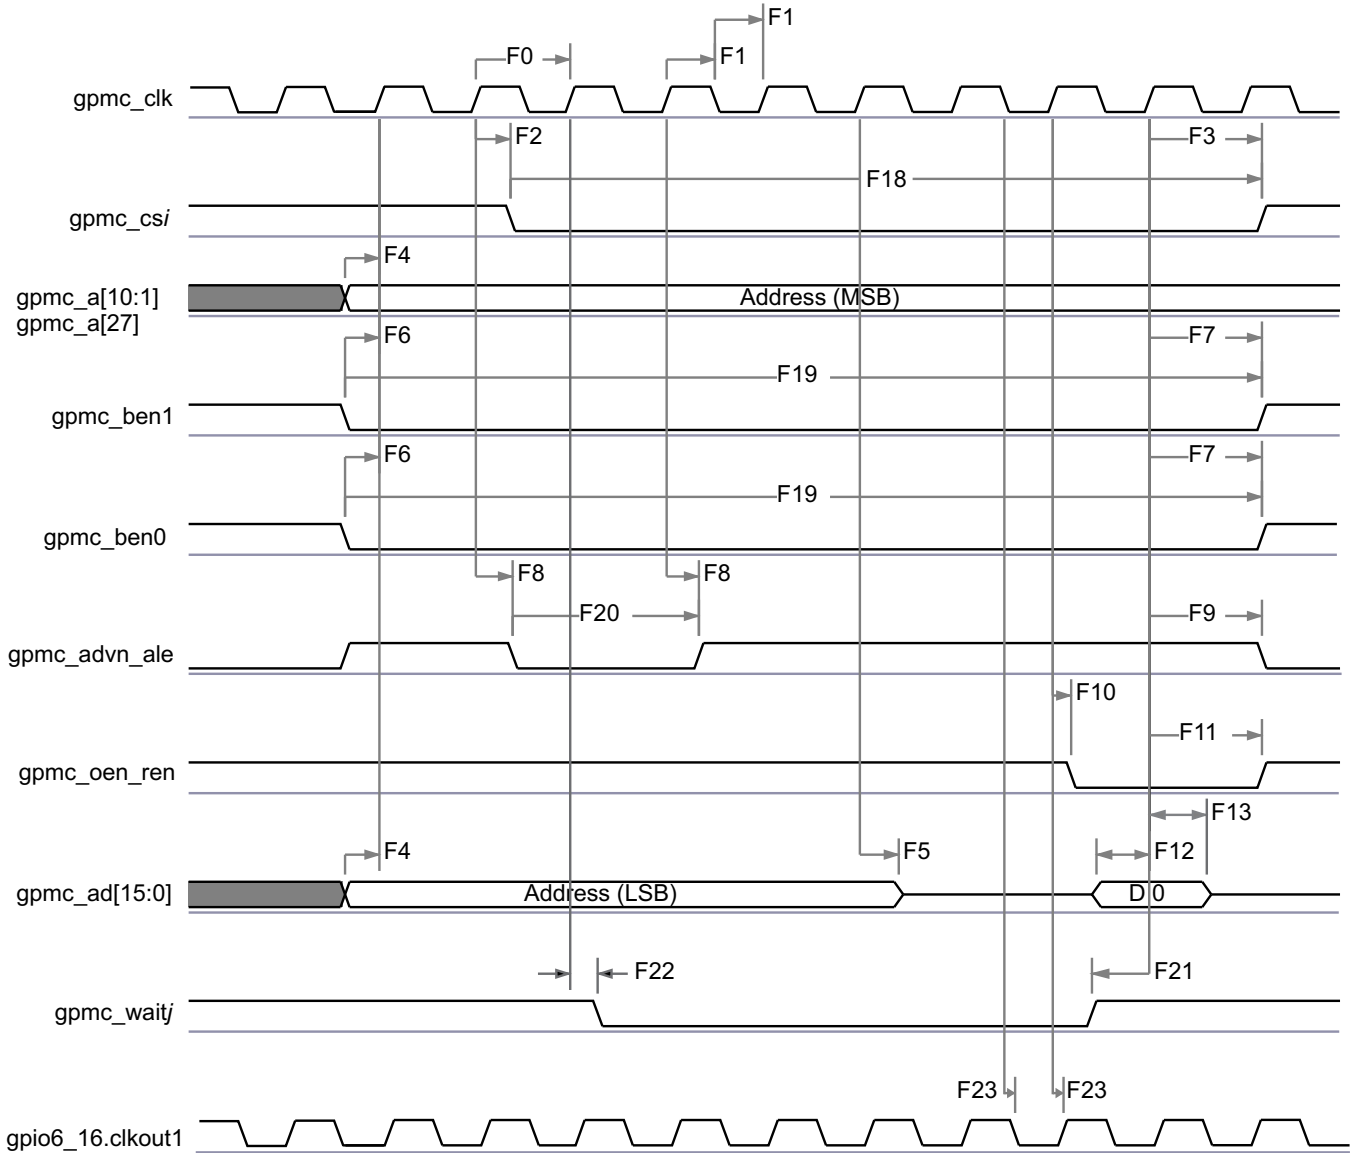 F1
F0
F1
gpmc_clk
F2
F3
F18
gpmc_csi
F4
gpmc_a[10:1]
Address (MSB)
gpmc_a[27]
F6
F7
F19
gpmc_ben1
F6
F7
F19
gpmc_ben0
F8
F8
F20
F9
gpmc_advn_ale
F10
F11
gpmc_oen_ren
F13
F4
F5
F12
gpmc_ad[15:0]
Address (LSB)
D 0
F22
F21
gpmc_waitj
F23
F23
gpio6_16.clkout1